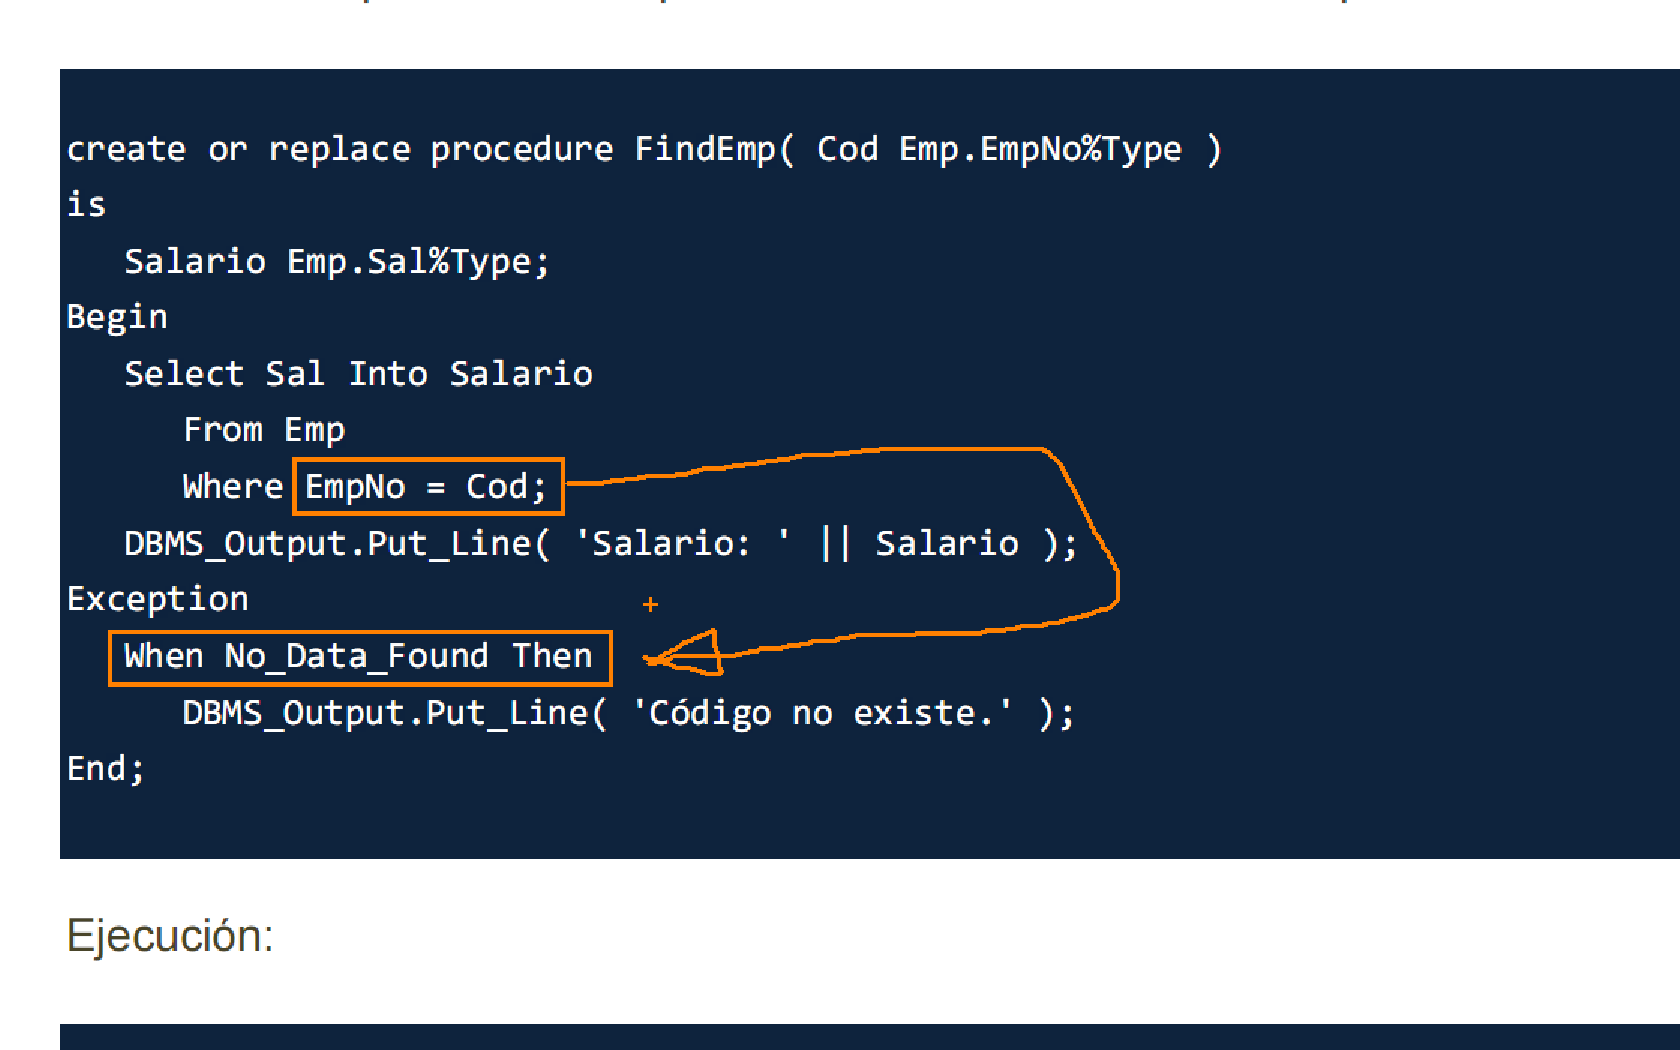 create or replace procedure FindEmp( Cod Emp.EmpNo%Type )
is
Salario Emp.Sal%Type;
Begin
Select Sal Into Salario
From Emp
Where EmpNo = Cod;
DBMS_Output.Put_Line( 'Salario: ' || Salario );
Exception
When No_Data_Found Then
DBMS_Output.Put_Line( 'Código no existe.' );
End;
Ejecución: